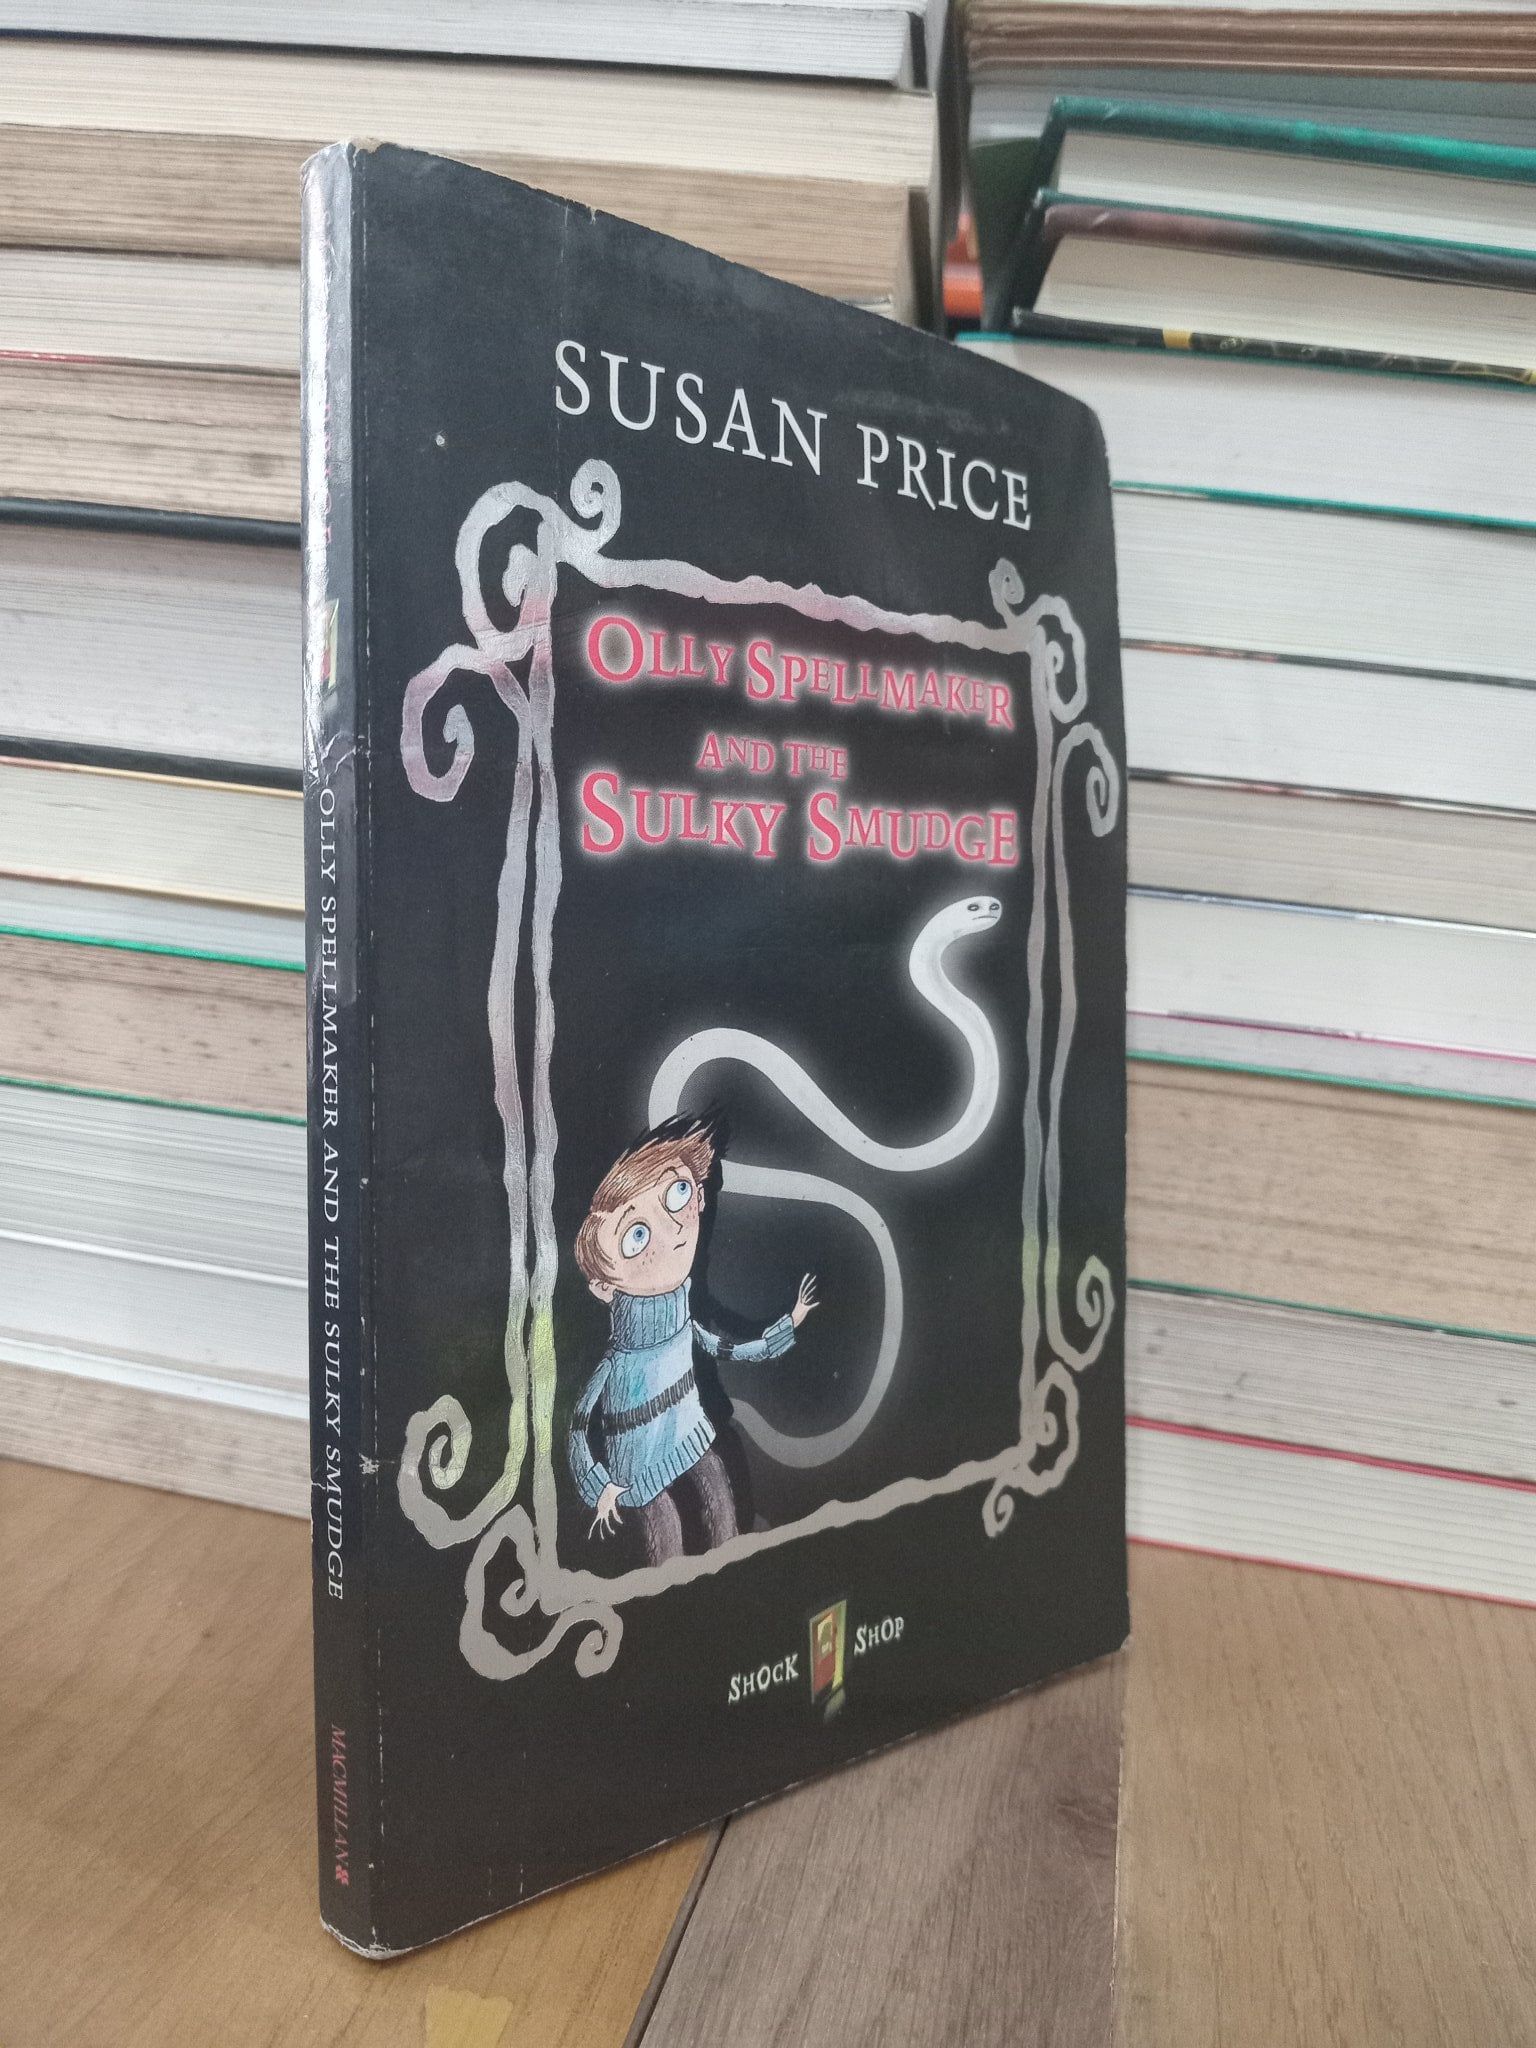 SUSAN PRICE
OLLY SPELLMAKER
AND THE
SULKY SMUDGE
SHOCK SHOP
OLLY SPELLMAKER AND THE SULKY SMUDGE
MACMILLAN